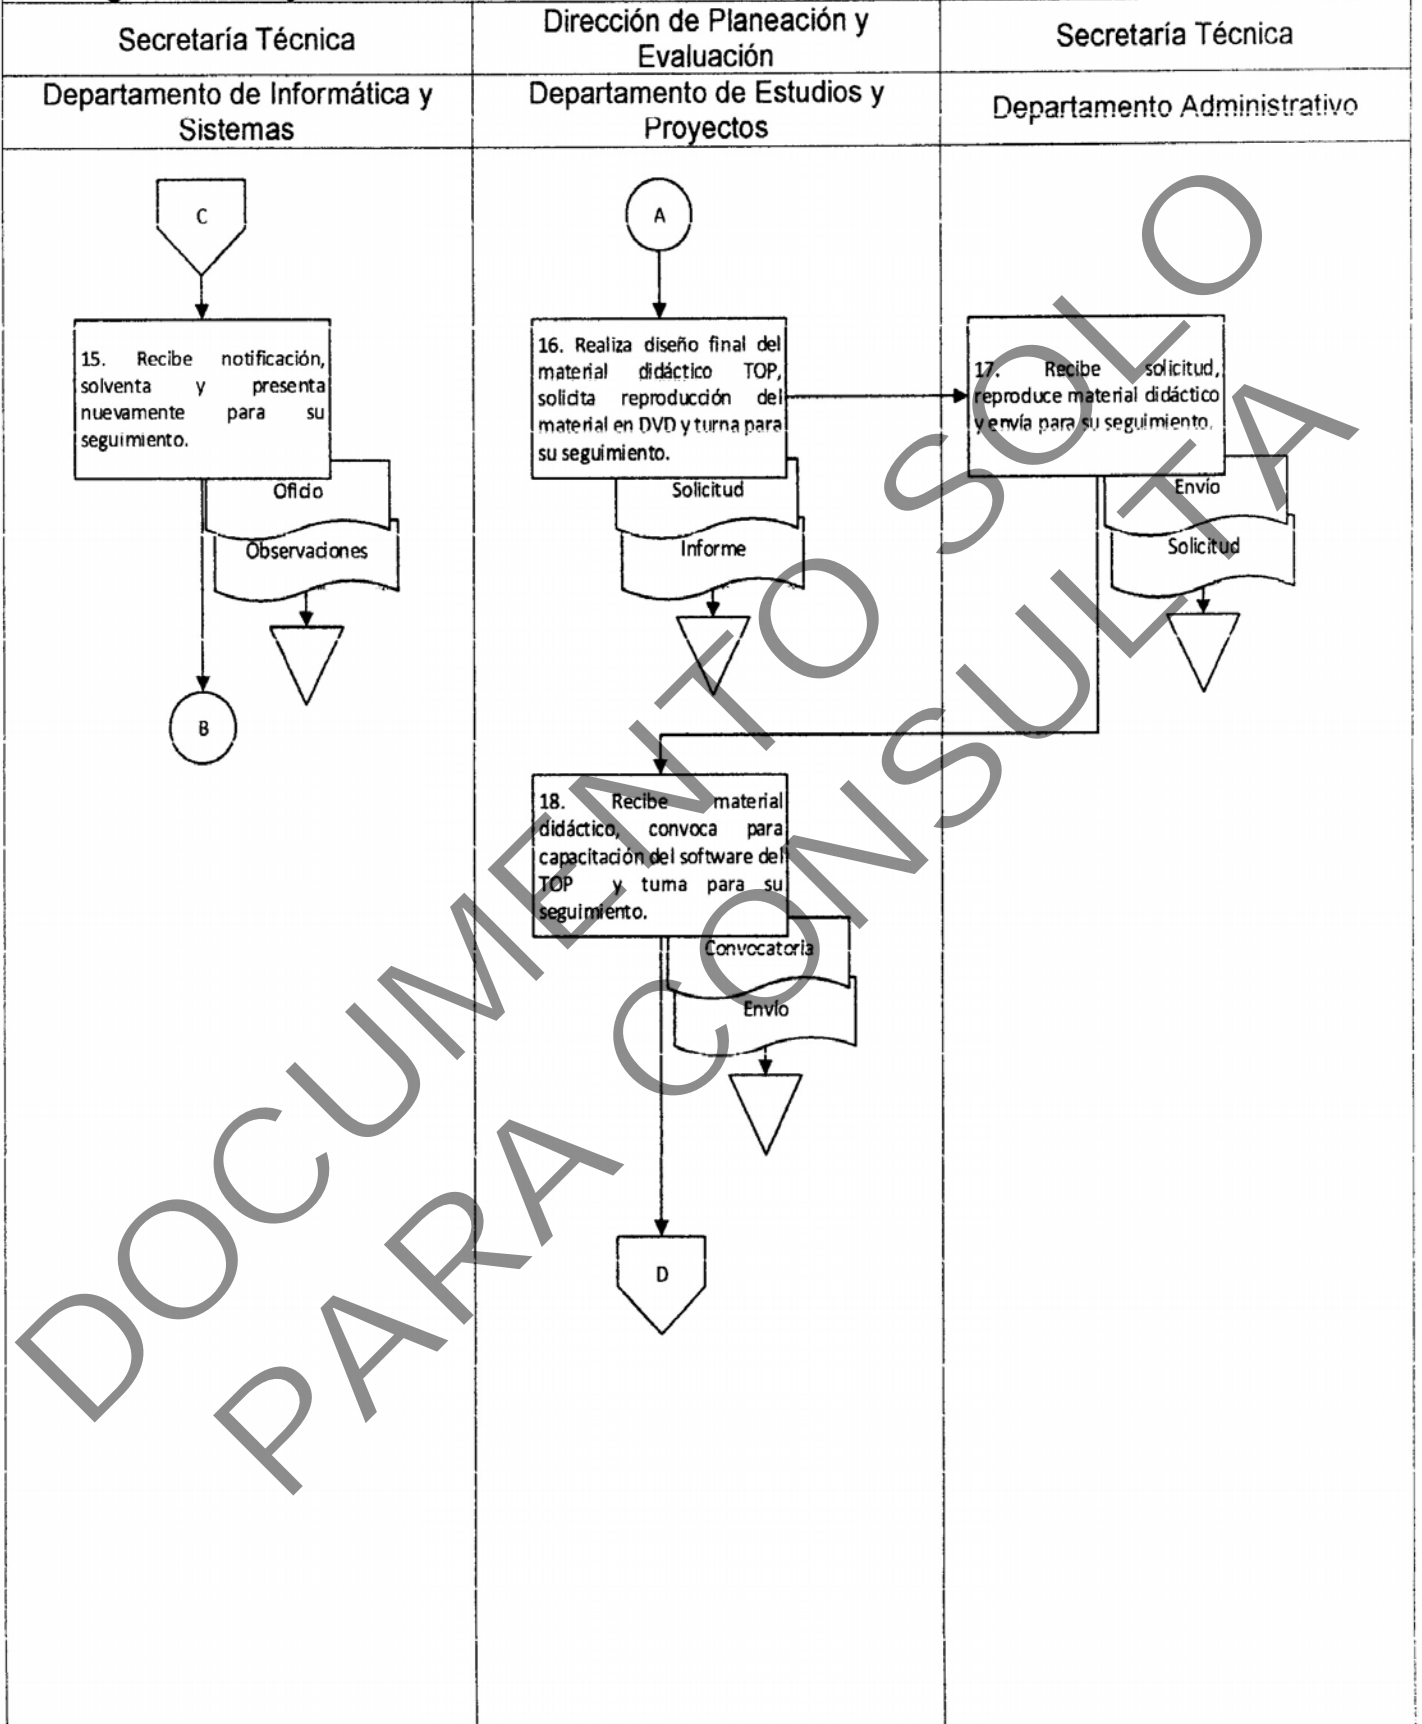 Secretaría Técnica
Dirección de Planeación y
Evaluación
Secretaría Técnica
Departamento de Informática y
Sistemas
Departamento de Estudios y
Proyectos
Departamento Administrativo
C
15. Recibe notificación,
solventa y presenta
nuevamente para su
seguimiento.
Oficio
Observaciones
B
A
16. Realiza diseño final del
material didáctico TOP,
solicita reproducción del
material en DVD y turna para
su seguimiento.
Solicitud
Informe
17. Recibe solicitud,
reproduce material didáctico
y envía para su seguimiento.
Envío
Solicitud
18. Recibe material
didáctico, convoca para
capacitación del software del
TOP y turna para su
seguimiento.
Convocatoria
Envío
D
DOCUMENTO SOLO
PARA CONSULTA